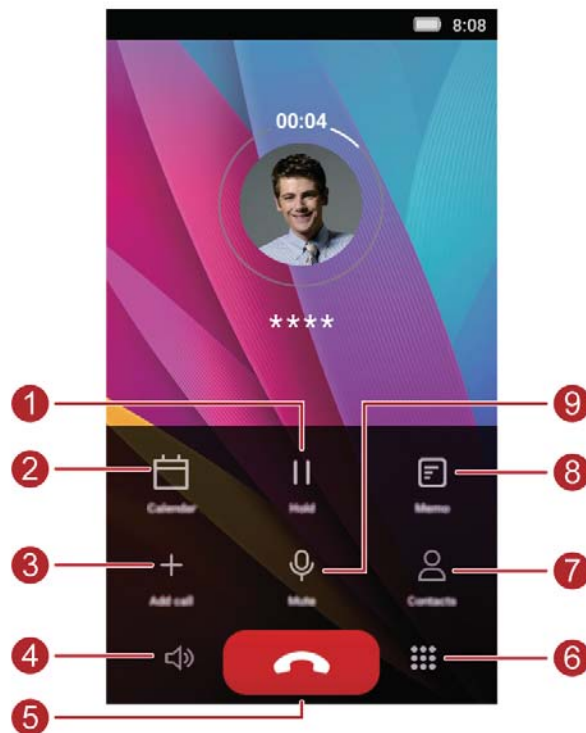 8:08
00:04
****
1
9
2
8
Calendar
Hold
Memo
3
7
Add call
Mute
Contacts
4
6
5